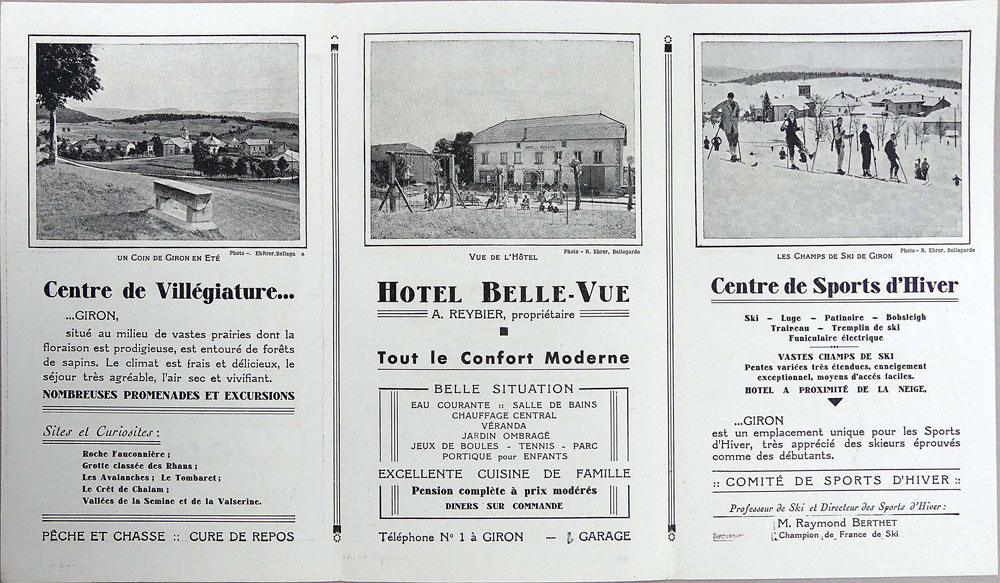 UN COIN DE GIRON EN ETÉ
Photo -. EhRrer,Bellega e
Centre de Villégiature...
...GIRON,
situé au milieu de vastes prairies dont la
floraison est prodigieuse, est entouré de forêts
de sapins. Le climat est frais et délicieux, le
séjour très agréable, l'air sec et vivifiant.
NOMBREUSES PROMENADES ET EXCURSIONS
Sites et Curiosites :
Roche Fauconnière ;
Grotte classée des Rhans ;
Les Avalanches ; Le Tombaret ;
Le Crêt de Chalam ;
Vallées de la Semine et de la Valserine.
PÊCHE ET CHASSE :: CURE DE REPOS
VUE DE L'HÔTEL
Photo - R. Ehrer, Bellegarde
HOTEL BELLE-VUE
A. REYBIER, propriétaire
Tout le Confort Moderne
BELLE SITUATION
EAU COURANTE :: SALLE DE BAINS
CHAUFFAGE CENTRAL
VÉRANDA
JARDIN OMBRAGÉ
JEUX DE BOULES - TENNIS - PARC
PORTIQUE pour ENFANTS
EXCELLENTE CUISINE DE FAMILLE
Pension complète à prix modérés
DINERS SUR COMMANDE
Téléphone No 1 à GIRON — GARAGE
LES CHAMPS DE SKI DE GIRON
Photo - R. Ehrer, Bellegarde
Centre de Sports d'Hiver
Ski - Luge - Patinoire - Bobsleigh
Traineau - Tremplin de ski
Funiculaire électrique
VASTES CHAMPS DE SKI
Pentes variées très étendues, enneigement
exceptionnel, moyens d'accés faciles.
HOTEL A PROXIMITÉ DE LA NEIGE.
...GIRON
est un emplacement unique pour les Sports
d'Hiver, très apprécié des skieurs éprouvés
comme des débutants.
:: COMITÉ DE SPORTS D'HIVER ::
Professeur de Ski et Directeur des Sports d'Hiver :
M. Raymond BERTHET
Champion de France de Ski